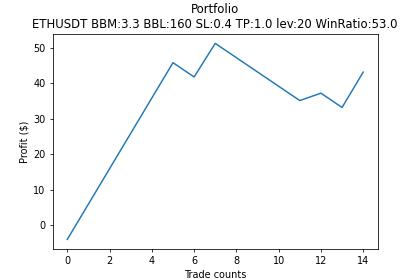 Portfolio
ETHUSDT BBM:3.3 BBL:160 SL:0.4 TP:1.0 lev:20 WinRatio:53.0
50
40
30
20
10
0
Profit ($)
0 2 4 6 8 10 12 14
Trade counts